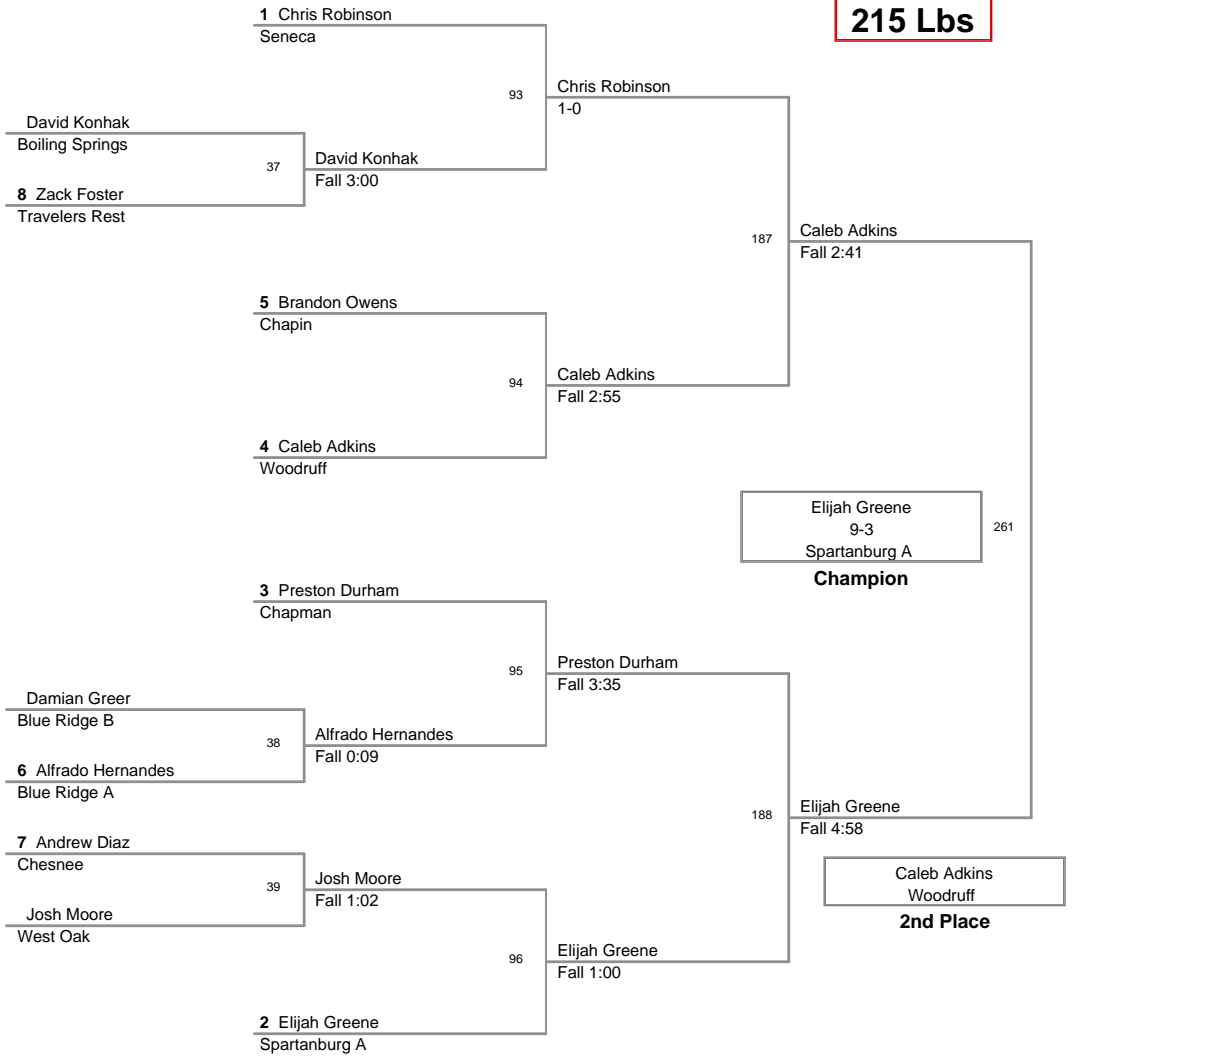 1 Chris Robinson
Seneca
215 Lbs
93
Chris Robinson
1-0
David Konhak
Boiling Springs
37
David Konhak
Fall 3:00
8 Zack Foster
Travelers Rest
187
Caleb Adkins
Fall 2:41
5 Brandon Owens
Chapin
94
Caleb Adkins
Fall 2:55
4 Caleb Adkins
Woodruff
Elijah Greene
9-3
Spartanburg A
261
Champion
3 Preston Durham
Chapman
95
Preston Durham
Fall 3:35
Damian Greer
Blue Ridge B
38
Alfrado Hernandes
Fall 0:09
6 Alfrado Hernandes
Blue Ridge A
188
Elijah Greene
Fall 4:58
7 Andrew Diaz
Chesnee
39
Josh Moore
Fall 1:02
Josh Moore
West Oak
Caleb Adkins
Woodruff
2nd Place
96
Elijah Greene
Fall 1:00
2 Elijah Greene
Spartanburg A